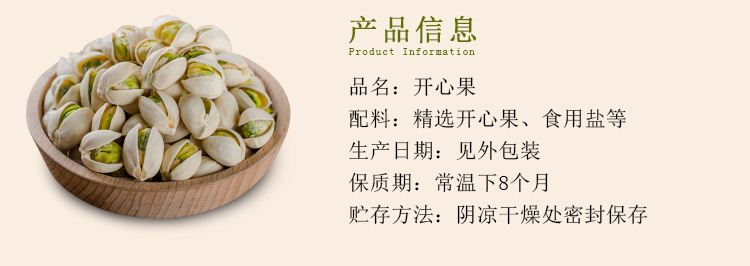 产品信息
Product Information
品名：开心果
配料：精选开心果、食用盐等
生产日期：见外包装
保质期：常温下8个月
贮存方法：阴凉干燥处密封保存